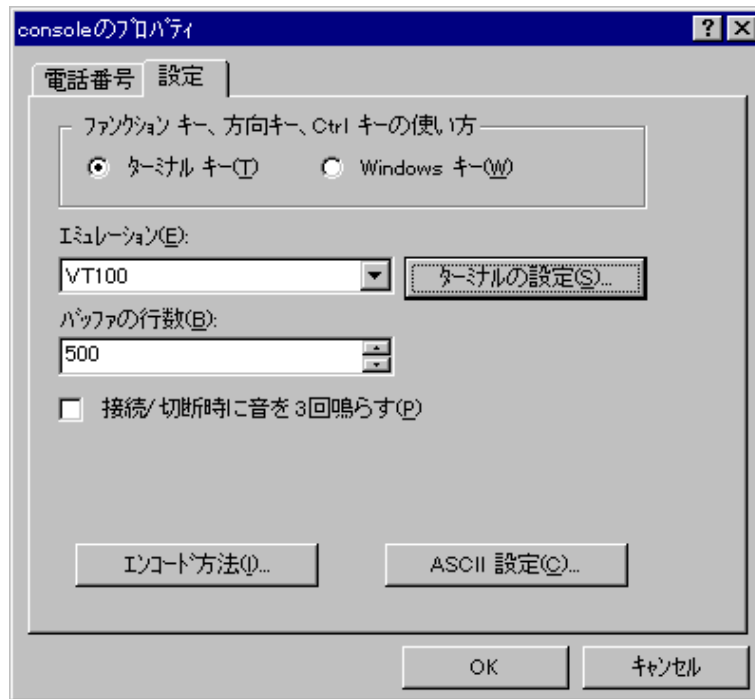 consoleのﾌﾟﾛﾊﾟﾃｨ
電話番号 設定
ﾌｧﾝｸｼｮﾝ キー、方向キー、Ctrl キーの使い方
ﾀｰﾐﾅﾙ キー(T) Windows キー(W)
ｴﾐｭﾚｰｼｮﾝ(E):
VT100 ﾀｰﾐﾅﾙの設定(S)...
ﾊﾞｯﾌｧの行数(B):
500
接続/切断時に音を3回鳴らす(P)
ｴﾝｺｰﾄﾞ方法(I)... ASCII 設定(C)...
OK ｷｬﾝｾﾙ